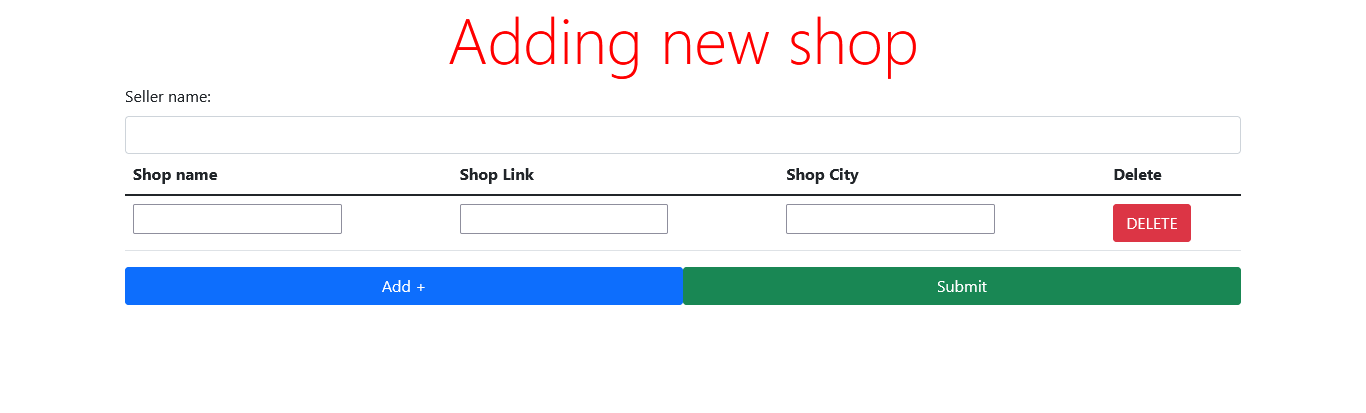 Adding new shop
Seller name:
Shop name Shop Link Shop City Delete
DELETE
Add + Submit